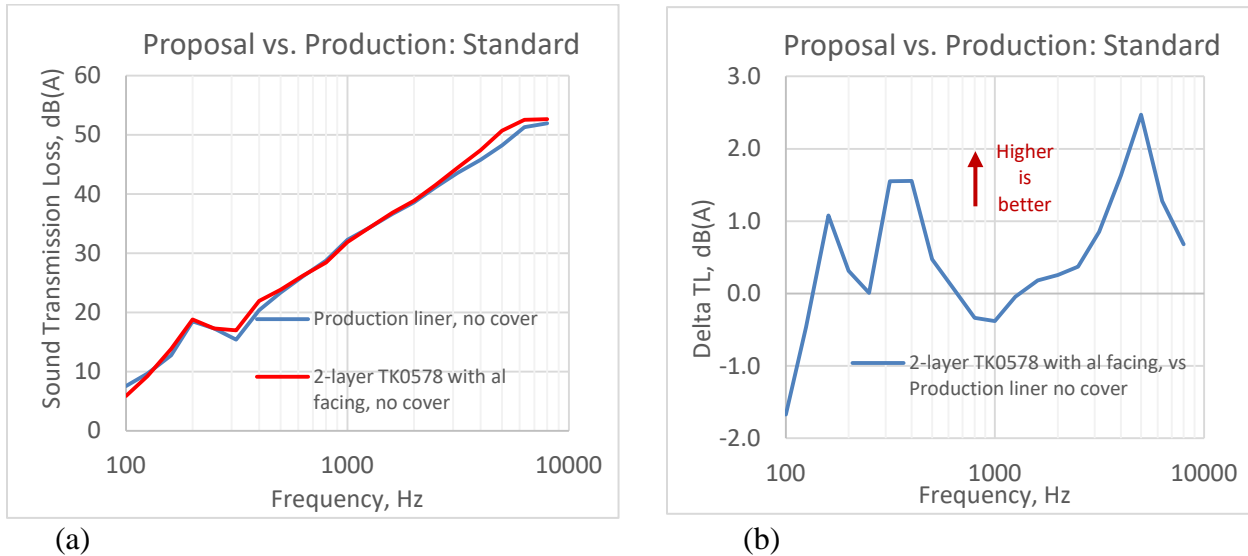 Proposal vs. Production: Standard
Sound Transmission Loss, dB(A)
60
50
40
30
20
10
0
Production liner, no cover
2-layer TK0578 with al
facing, no cover
100
1000
10000
Frequency, Hz
(a)
Proposal vs. Production: Standard
Delta TL, dB(A)
3.0
2.0
1.0
0.0
-1.0
-2.0
Higher
is
better
2-layer TK0578 with al facing, vs
Production liner no cover
100
1000
10000
Frequency, Hz
(b)